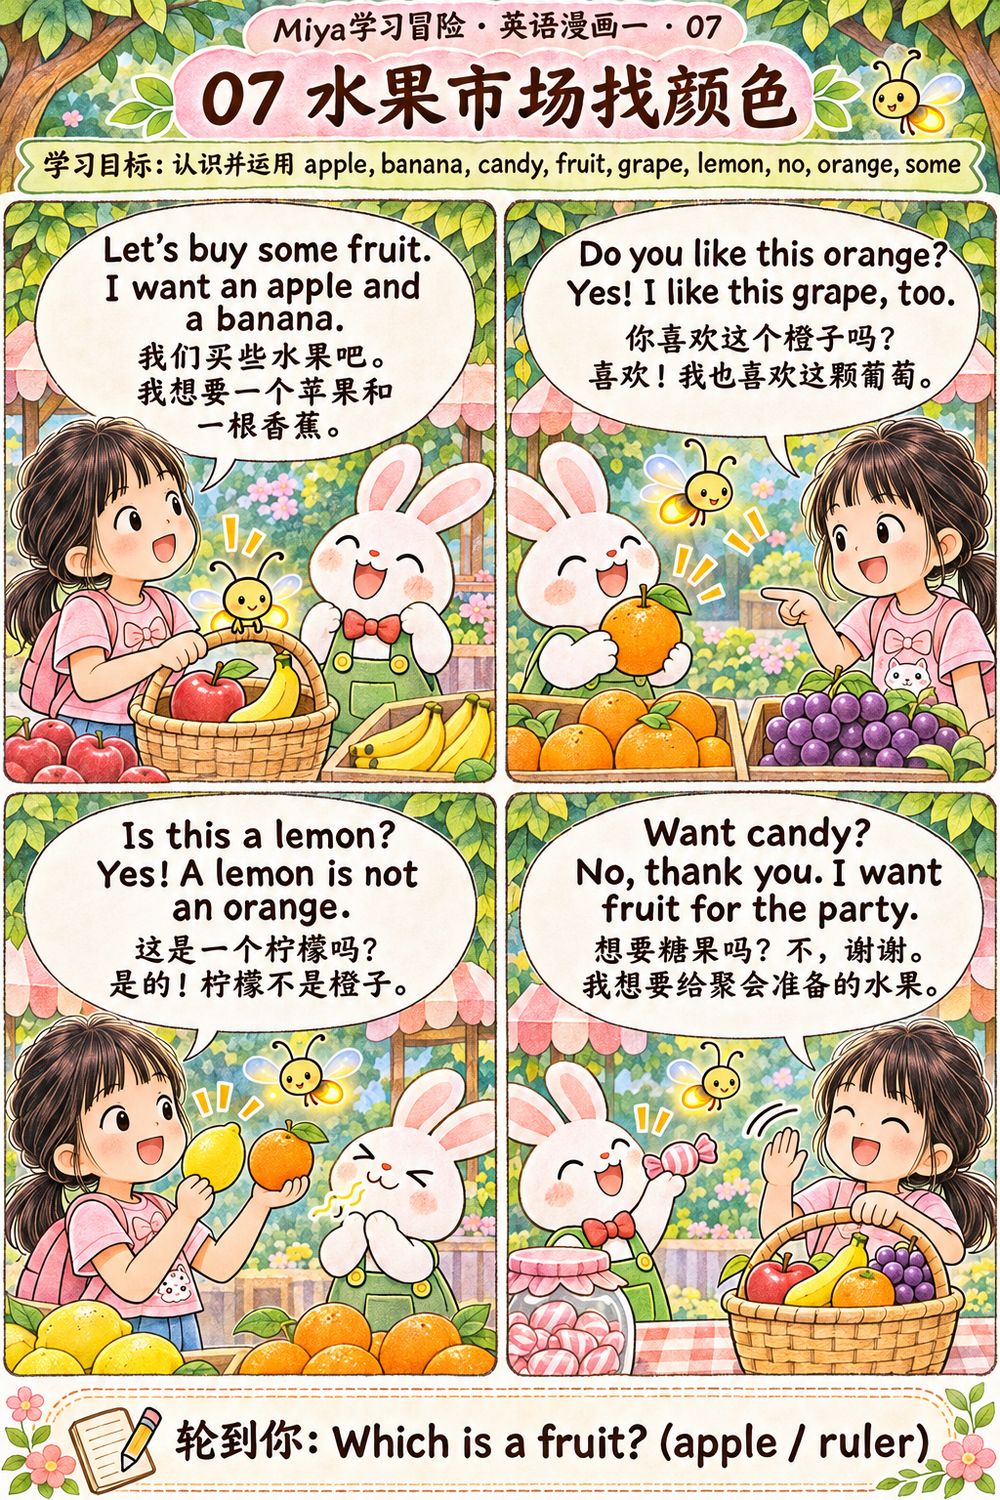 Miya学习冒险·英语漫画一·07
07 水果市场找颜色
学习目标：认识并运用 apple, banana, candy, fruit, grape, lemon, no, orange, some
Let's buy some fruit.
I want an apple and
a banana.
我们买些水果吧。
我想要一个苹果和
一根香蕉。
Do you like this orange?
Yes! I like this grape, too.
你喜欢这个橙子吗？
喜欢！我也喜欢这颗葡萄。
Is this a lemon?
Yes! A lemon is not
an orange.
这是一个柠檬吗？
是的！柠檬不是橙子。
Want candy?
No, thank you. I want
fruit for the party.
想要糖果吗？不，谢谢。
我想要给聚会准备的水果。
轮到你：Which is a fruit? (apple / ruler)